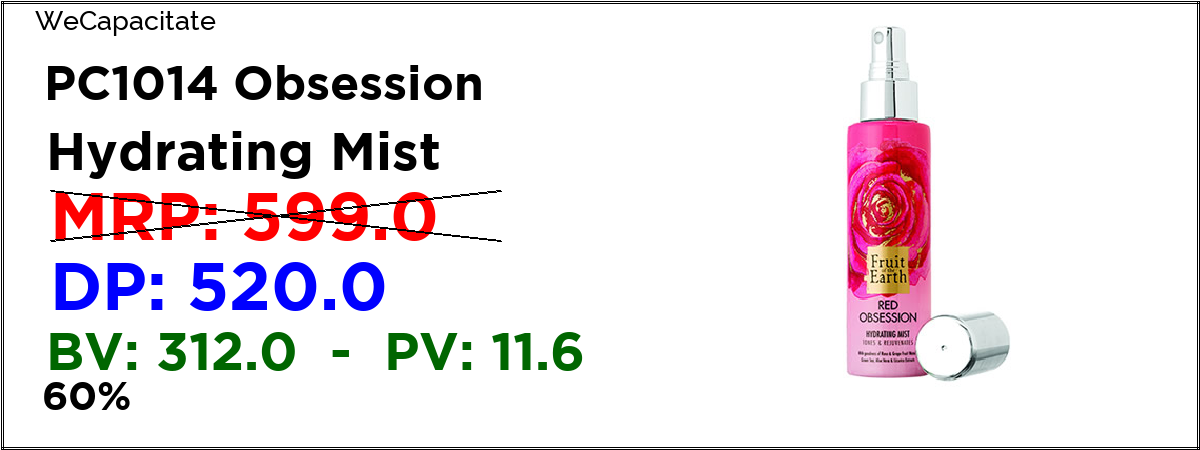 WeCapacitate
PC1014 Obsession
Hydrating Mist
MRP: 599.0
DP: 520.0
BV: 312.0 - PV: 11.6
60%
Fruit
of the
Earth
RED
OBSESSION
HYDRATING MIST
TONES & REJUVENATES